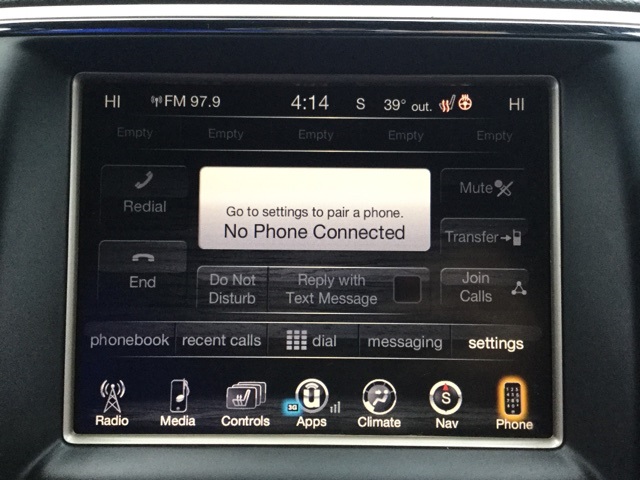 HI FM 97.9 4:14 S 39° out. HI
Empty Empty Empty Empty Empty
Redial
Go to settings to pair a phone.
No Phone Connected
Mute
Transfer
End
Do Not
Disturb
Reply with
Text Message
Join
Calls
phonebook recent calls dial messaging settings
3G
S
Radio Media Controls Apps Climate Nav Phone